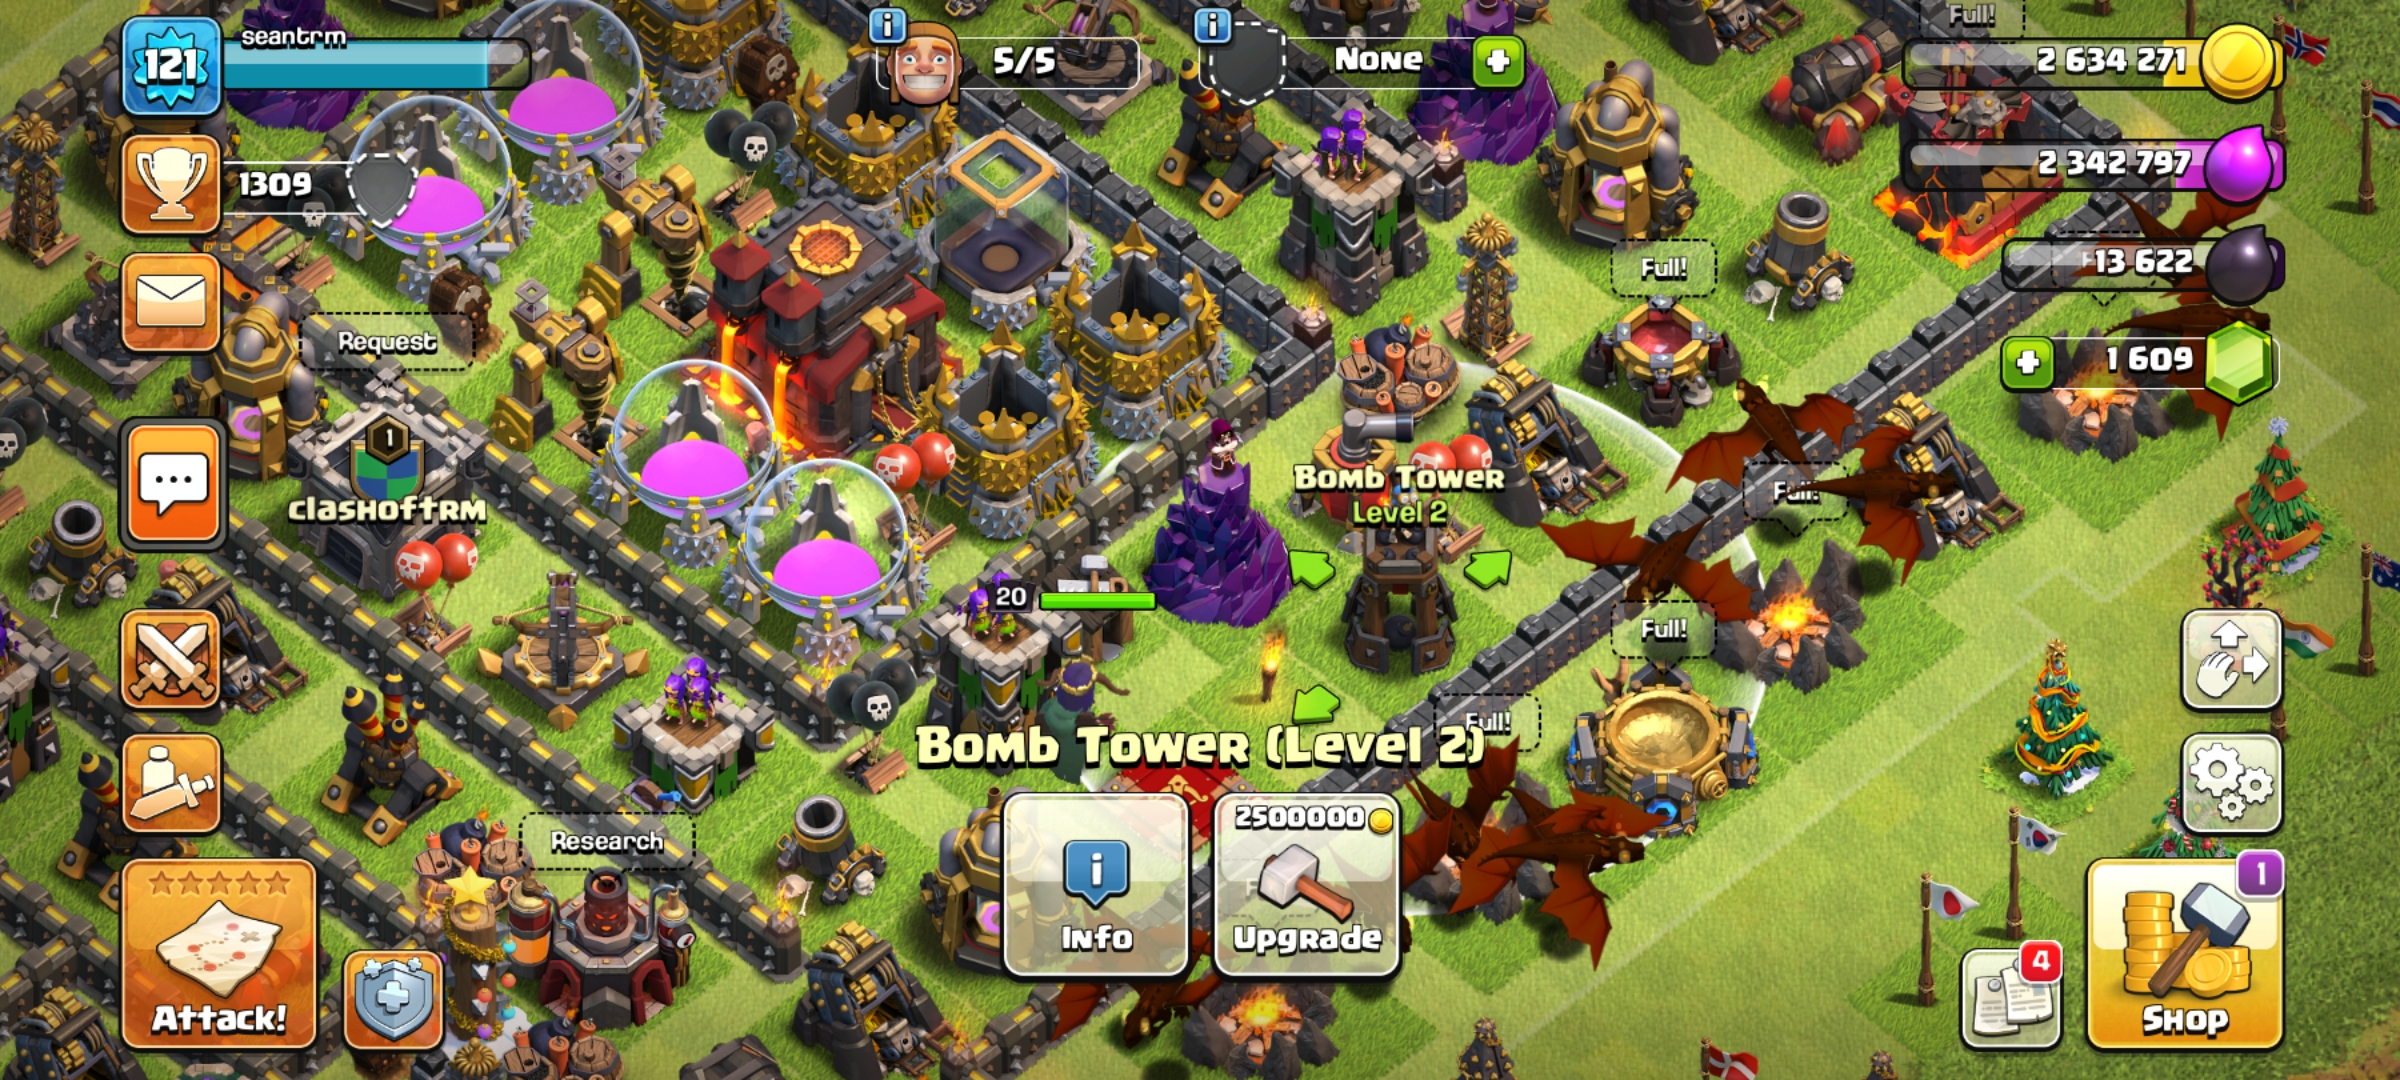 Full!
121
seantrm
5/5
None
2 634 271
1309
2 342 797
Full!
13 622
Request
1 609
1
clashoftrm
Bomb Tower
Level 2
Full!
20
Full!
Full!
Bomb Tower (Level 2)
2500000
Research
Info
Upgrade
1
4
Attack!
Shop